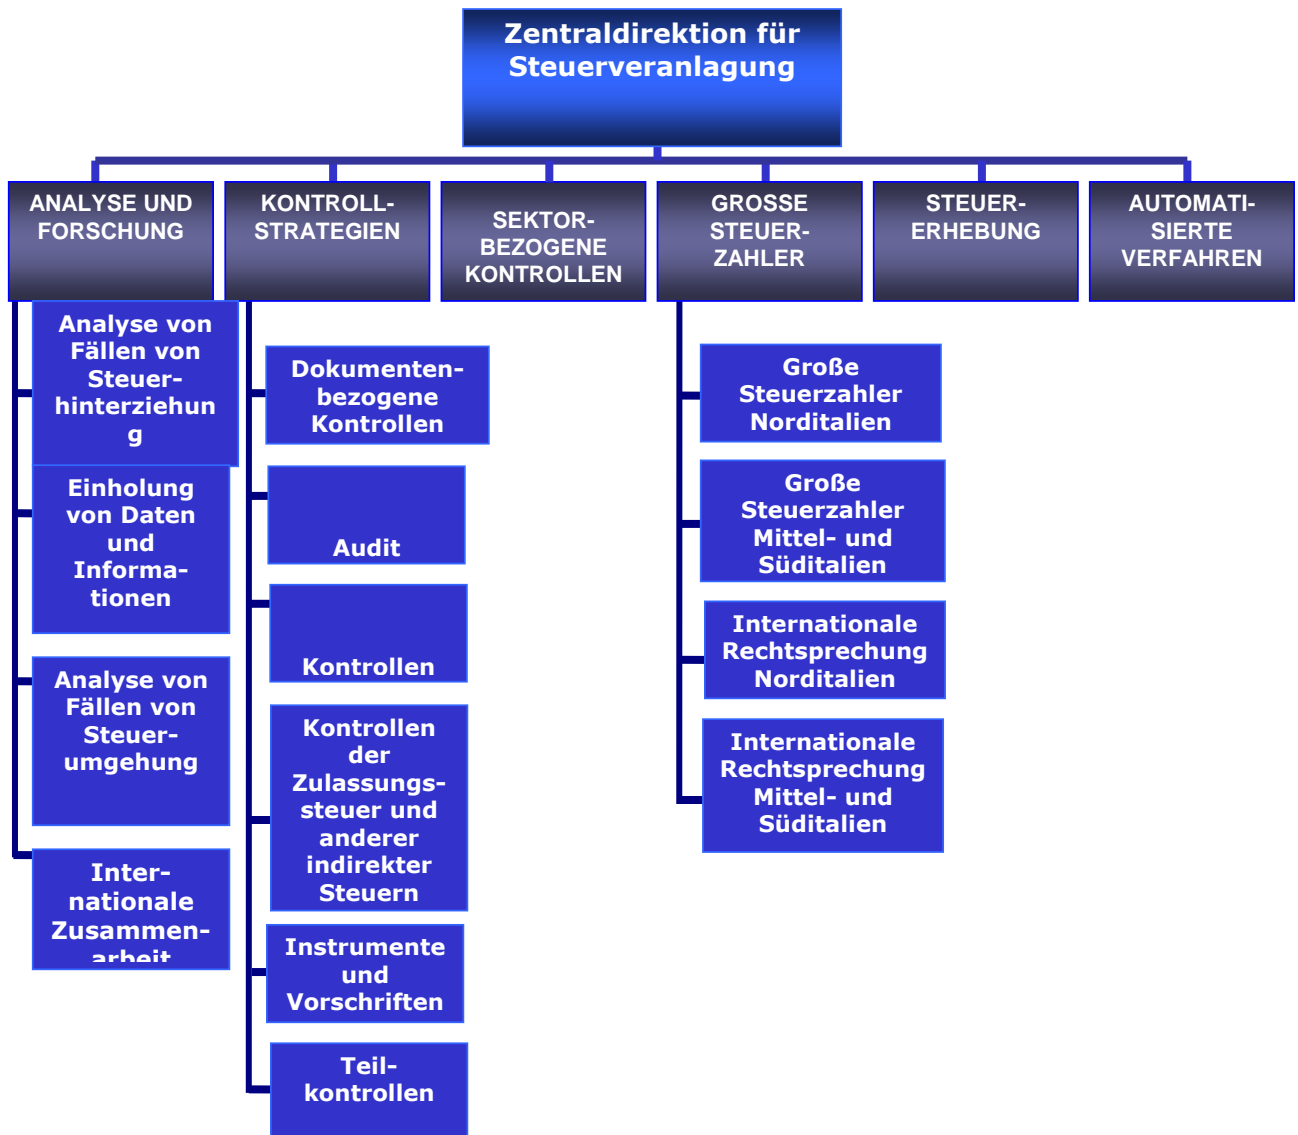 Zentraldirektion für
Steuerveranlagung
ANALYSE UND
FORSCHUNG
KONTROLL-
STRATEGIEN
SEKTOR-
BEZOGENE
KONTROLLEN
GROSSE
STEUER-
ZAHLER
STEUER-
ERHEBUNG
AUTOMATI-
SIERTE
VERFAHREN
Analyse von
Fällen von
Steuer-
hinterziehun
g
Einholung
von Daten
und
Informa-
tionen
Analyse von
Fällen von
Steuer-
umgehung
Inter-
nationale
Zusammen-
arbeit
Dokumenten-
bezogene
Kontrollen
Audit
Kontrollen
Kontrollen
der
Zulassungs-
steuer und
anderer
indirekter
Steuern
Instrumente
und
Vorschriften
Teil-
kontrollen
Große
Steuerzahler
Norditalien
Große
Steuerzahler
Mittel- und
Süditalien
Internationale
Rechtsprechung
Norditalien
Internationale
Rechtsprechung
Mittel- und
Süditalien